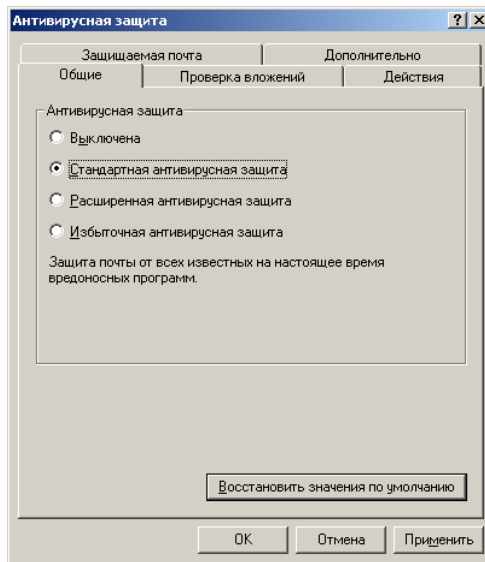 Антивирусная защита
Защищаемая почта
Дополнительно
Общие
Проверка вложений
Действия
Антивирусная защита
Выключена
Стандартная антивирусная защита
Расширенная антивирусная защита
Избыточная антивирусная защита
Защита почты от всех известных на настоящее время
вредоносных программ.
Восстановить значения по умолчанию
OK
Отмена
Применить